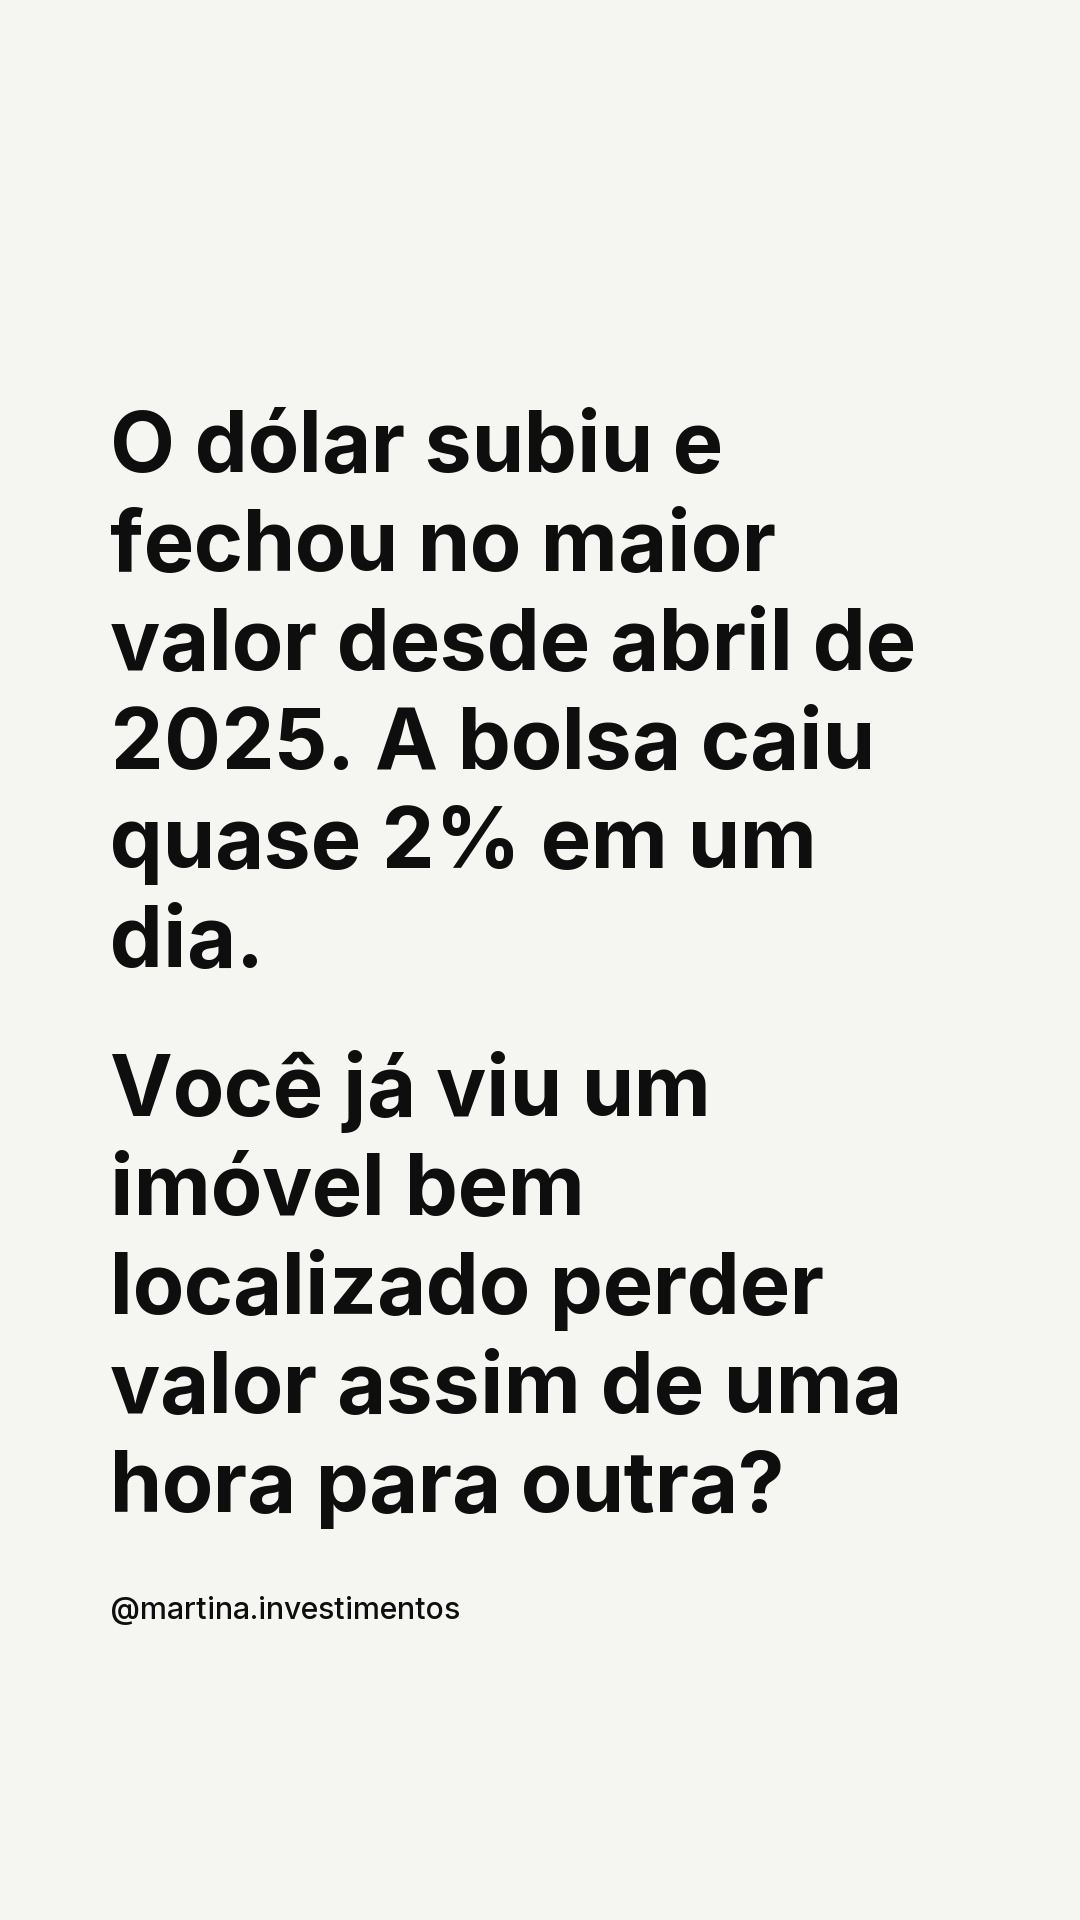 O dólar subiu e
fechou no maior
valor desde abril de
2025. A bolsa caiu
quase 2% em um
dia.
Você já viu um
imóvel bem
localizado perder
valor assim de uma
hora para outra?
@martina.investimentos